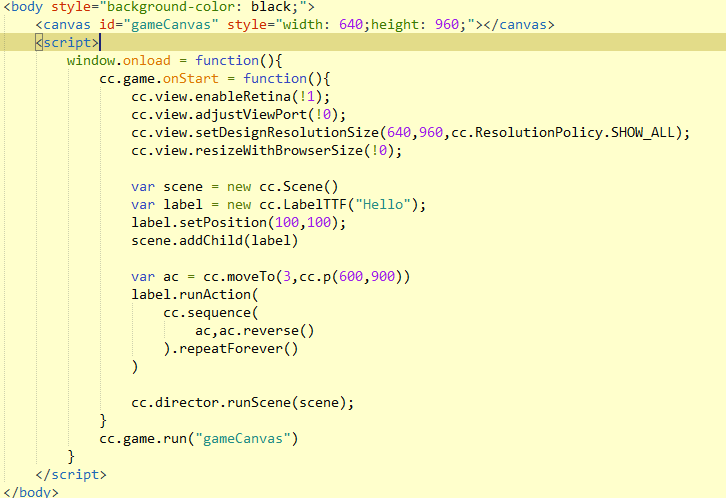 <body style="background-color: black;">
    <canvas id="gameCanvas" style="width: 640;height: 960;"></canvas>
    <script>
        window.onload = function(){
            cc.game.onStart = function(){
                cc.view.enableRetina(!1);
                cc.view.adjustViewPort(!0);
                cc.view.setDesignResolutionSize(640,960,cc.ResolutionPolicy.SHOW_ALL);
                cc.view.resizeWithBrowserSize(!0);

                var scene = new cc.Scene()
                var label = new cc.LabelTTF("Hello");
                label.setPosition(100,100);
                scene.addChild(label)

                var ac = cc.moveTo(3,cc.p(600,900))
                label.runAction(
                    cc.sequence(
                        ac,ac.reverse()
                    ).repeatForever()
                )

                cc.director.runScene(scene);
            }
            cc.game.run("gameCanvas")
        }
    </script>
</body>